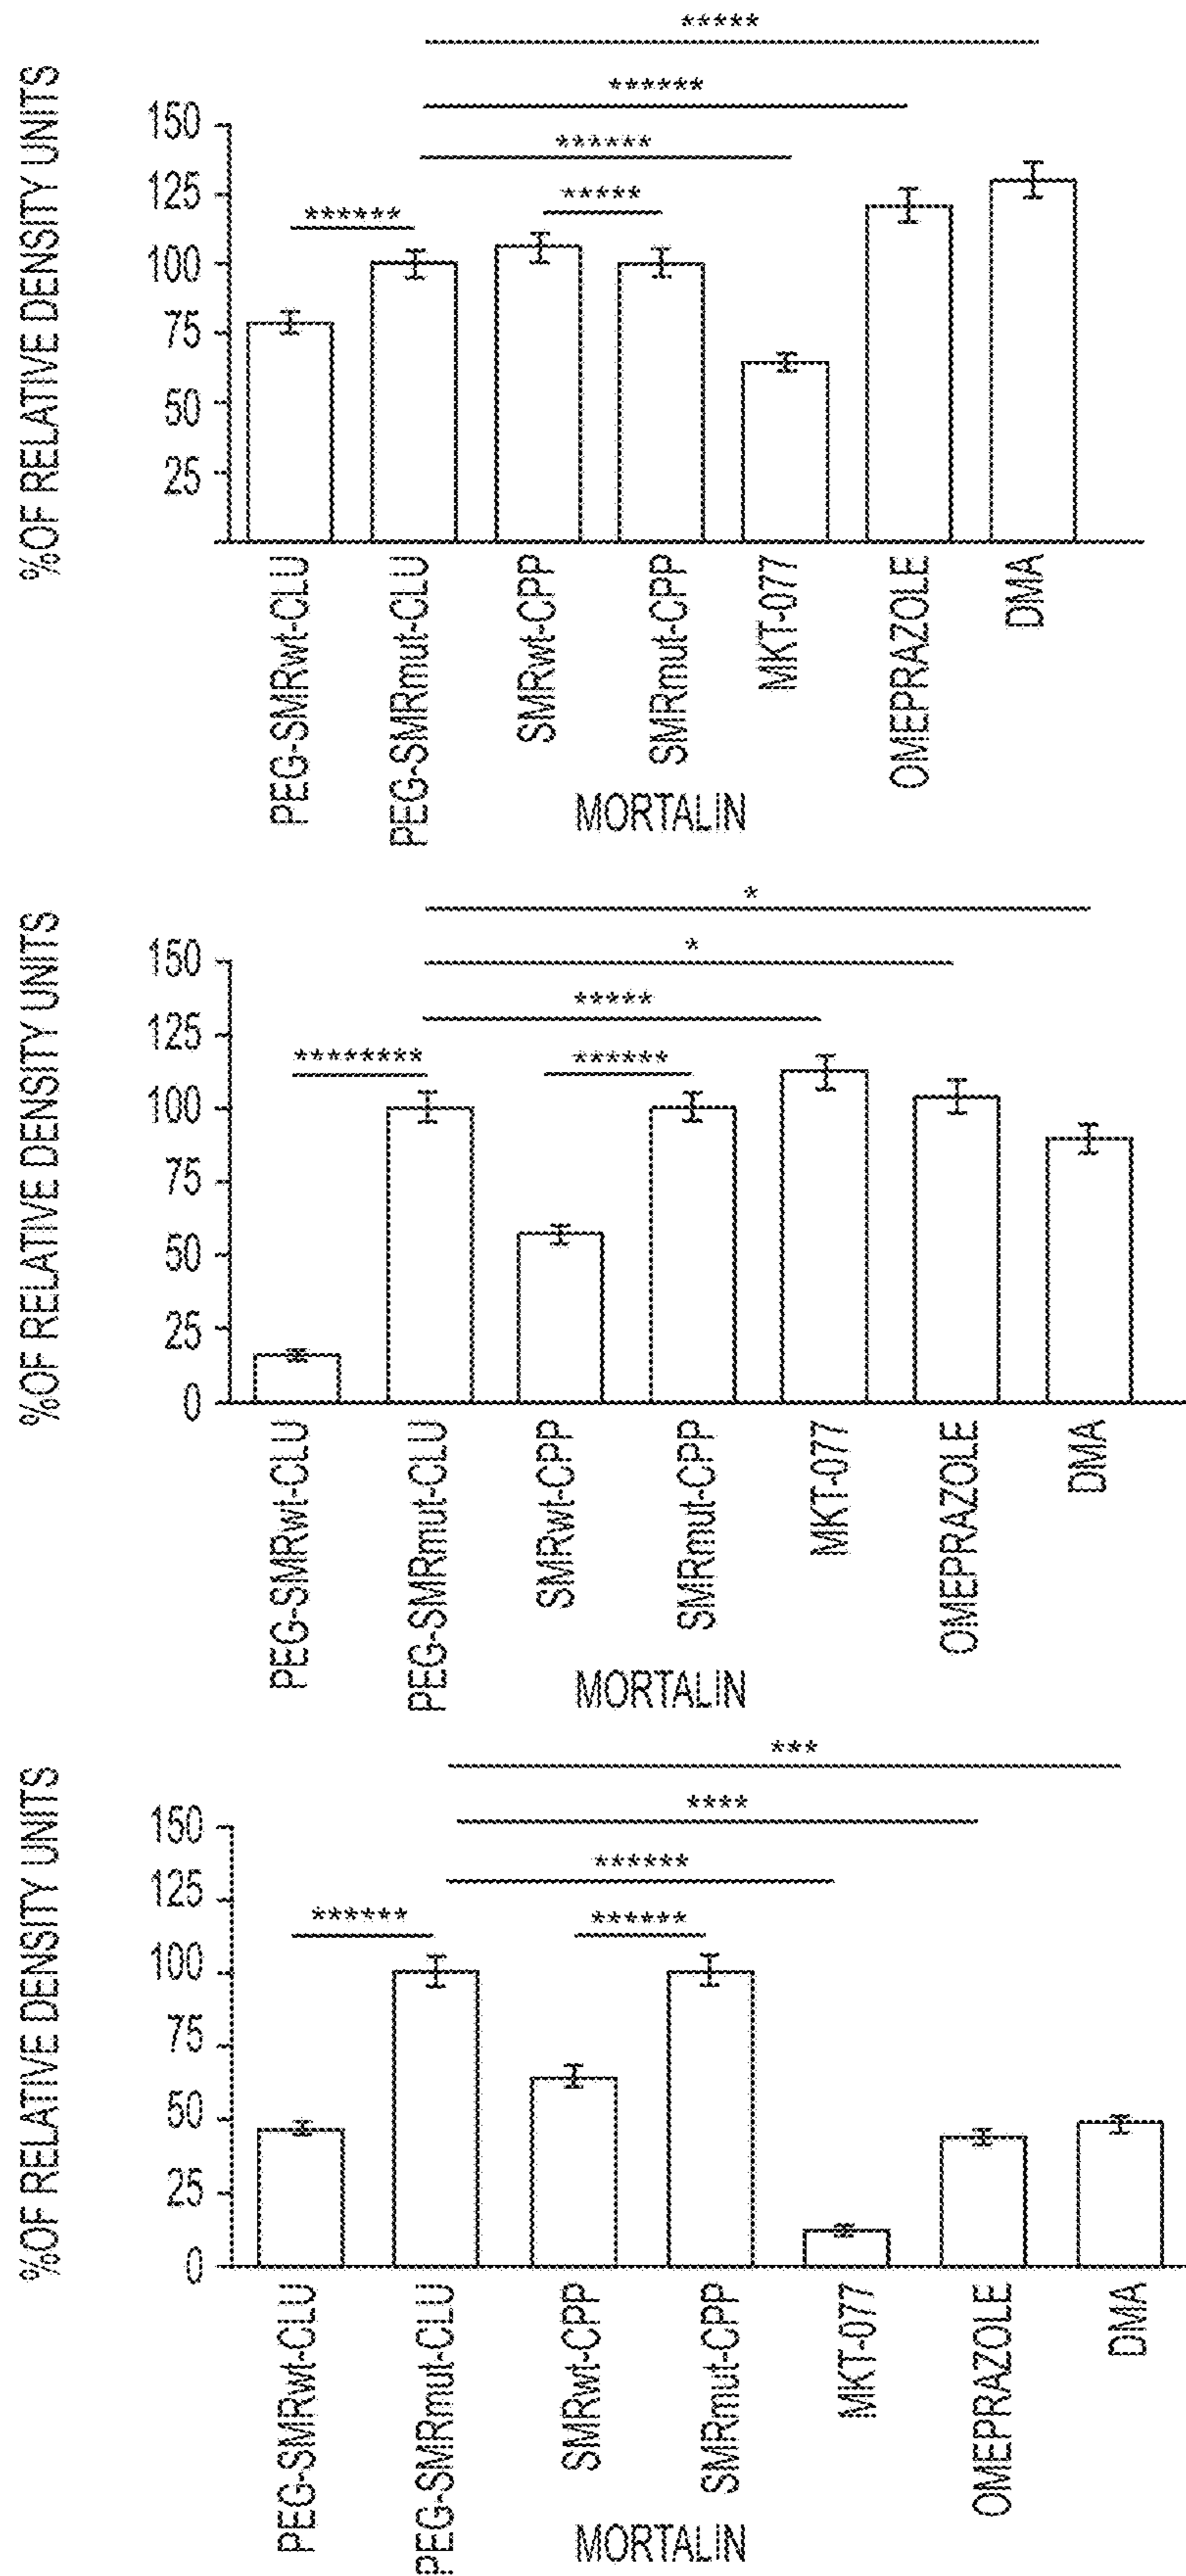 %OF RELATIVE DENSITY UNITS
*****
******
******
*****
******
150
125
100
75
50
25
PEG-SMRwt-CLU
PEG-SMRmut-CLU
SMRwt-CPP
SMRmut-CPP
MKT-077
OMEPRAZOLE
DMA
MORTALIN
%OF RELATIVE DENSITY UNITS
*
*
*****
********
******
150
125
100
75
50
25
0
PEG-SMRwt-CLU
PEG-SMRmut-CLU
SMRwt-CPP
SMRmut-CPP
MKT-077
OMEPRAZOLE
DMA
MORTALIN
%OF RELATIVE DENSITY UNITS
***
****
******
******
******
150
125
100
75
50
25
0
PEG-SMRwt-CLU
PEG-SMRmut-CLU
SMRwt-CPP
SMRmut-CPP
MKT-077
OMEPRAZOLE
DMA
MORTALIN